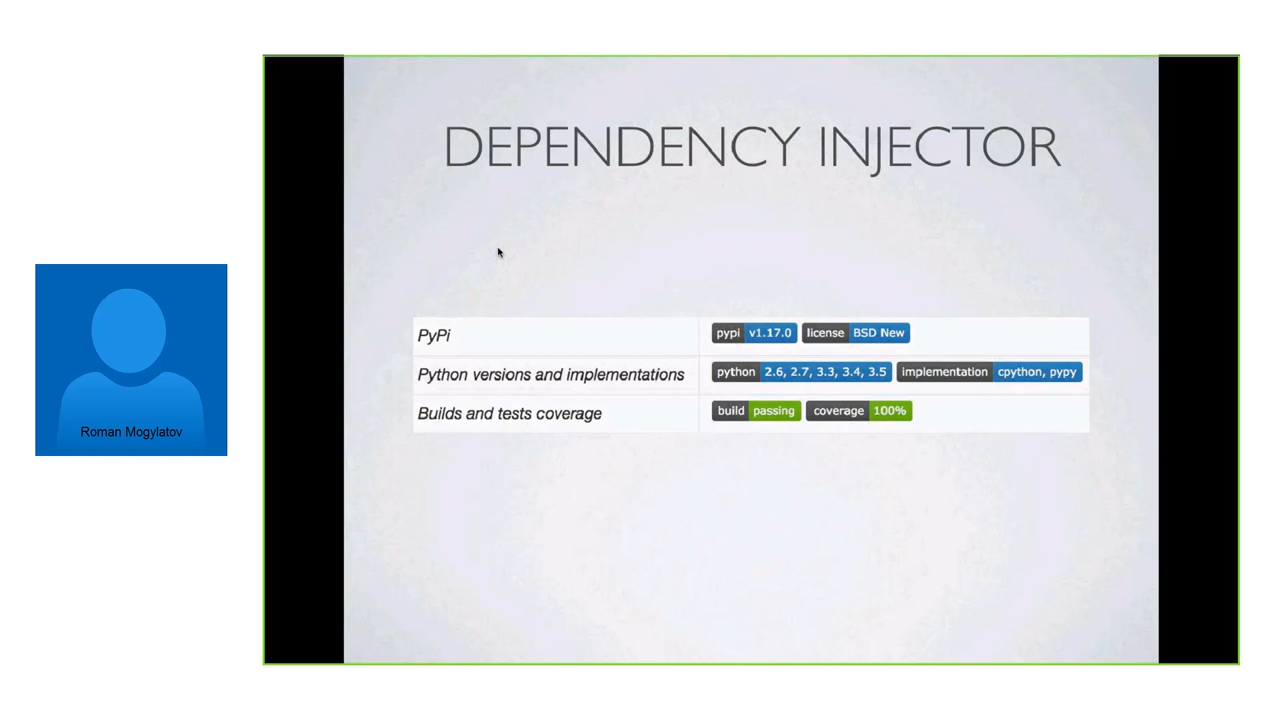 DEPENDENCY INJECTOR
PyPi pypi v1.17.0 license BSD New
Python versions and implementations python 2.6, 2.7, 3.3, 3.4, 3.5 implementation cpython, pypy
Builds and tests coverage build passing coverage 100%
Roman Mogylatov